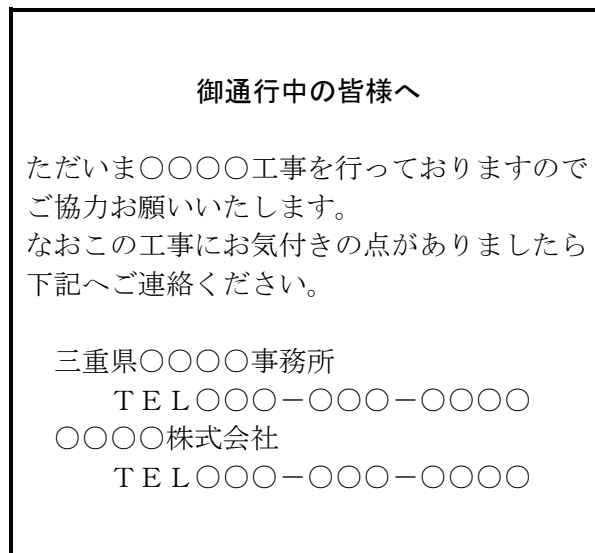 御通行中の皆様へ
ただいま○○○○工事を行っておりますので
ご協力お願いいたします。
なおこの工事にお気付きの点がありましたら
下記へご連絡ください。
三重県○○○○事務所
ＴＥＬ○○○－○○○－○○○○
○○○○株式会社
ＴＥＬ○○○－○○○－○○○○